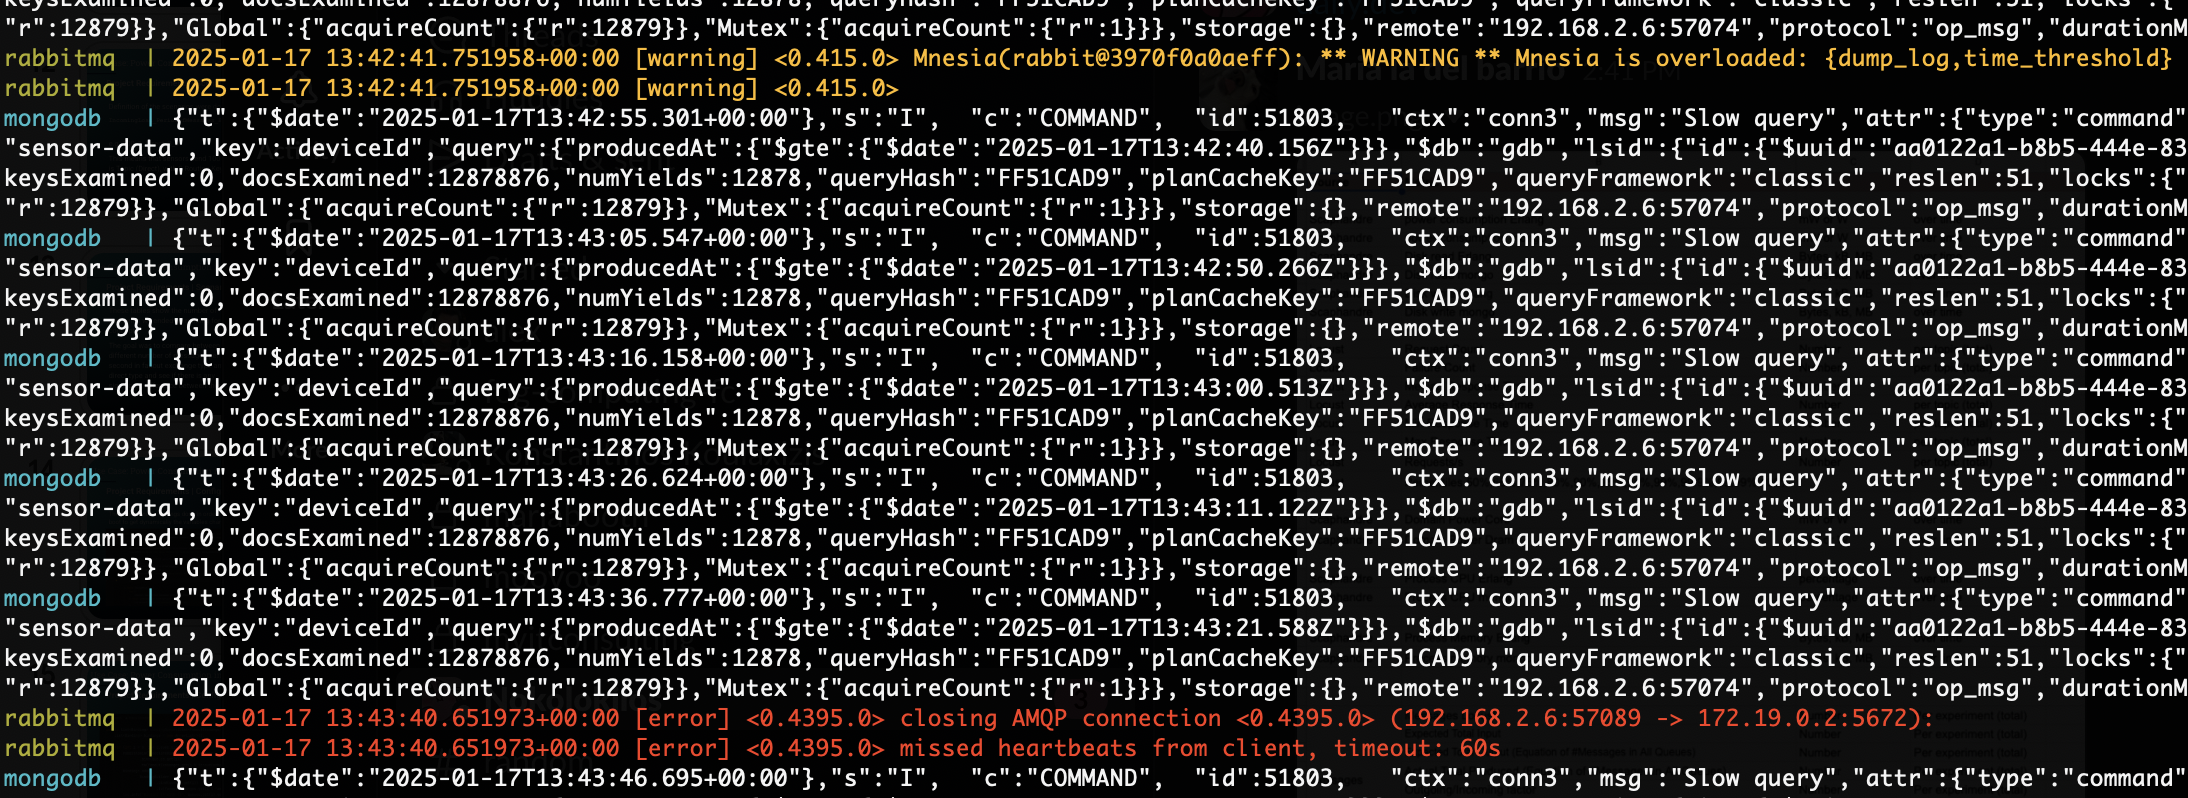 keysExamined":0,"docsExamined":12878876,"numYields":12878,"queryHash":"FF51CAD9","planCacheKey":"FF51CAD9","queryFramework":"classic","reslen":51,"locks":{"
"r":12879}},"Global":{"acquireCount":{"r":12879}},"Mutex":{"acquireCount":{"r":1}}},"storage":{},"remote":"192.168.2.6:57074","protocol":"op_msg","durationM
rabbitmq  | 2025-01-17 13:42:41.751958+00:00 [warning] <0.415.0> Mnesia(rabbit@3970f0a0aeff): ** WARNING ** Mnesia is overloaded: {dump_log,time_threshold}
rabbitmq  | 2025-01-17 13:42:41.751958+00:00 [warning] <0.415.0>
mongodb   | {"t":{"$date":"2025-01-17T13:42:55.301+00:00"},"s":"I",  "c":"COMMAND",  "id":51803,   "ctx":"conn3","msg":"Slow query","attr":{"type":"command"
"sensor-data","key":"deviceId","query":{"producedAt":{"$gte":{"$date":"2025-01-17T13:42:40.156Z"}}},"$db":"gdb","lsid":{"id":{"$uuid":"aa0122a1-b8b5-444e-83
keysExamined":0,"docsExamined":12878876,"numYields":12878,"queryHash":"FF51CAD9","planCacheKey":"FF51CAD9","queryFramework":"classic","reslen":51,"locks":{"
"r":12879}},"Global":{"acquireCount":{"r":12879}},"Mutex":{"acquireCount":{"r":1}}},"storage":{},"remote":"192.168.2.6:57074","protocol":"op_msg","durationM
mongodb   | {"t":{"$date":"2025-01-17T13:43:05.547+00:00"},"s":"I",  "c":"COMMAND",  "id":51803,   "ctx":"conn3","msg":"Slow query","attr":{"type":"command"
"sensor-data","key":"deviceId","query":{"producedAt":{"$gte":{"$date":"2025-01-17T13:42:50.266Z"}}},"$db":"gdb","lsid":{"id":{"$uuid":"aa0122a1-b8b5-444e-83
keysExamined":0,"docsExamined":12878876,"numYields":12878,"queryHash":"FF51CAD9","planCacheKey":"FF51CAD9","queryFramework":"classic","reslen":51,"locks":{"
"r":12879}},"Global":{"acquireCount":{"r":12879}},"Mutex":{"acquireCount":{"r":1}}},"storage":{},"remote":"192.168.2.6:57074","protocol":"op_msg","durationM
mongodb   | {"t":{"$date":"2025-01-17T13:43:16.158+00:00"},"s":"I",  "c":"COMMAND",  "id":51803,   "ctx":"conn3","msg":"Slow query","attr":{"type":"command"
"sensor-data","key":"deviceId","query":{"producedAt":{"$gte":{"$date":"2025-01-17T13:43:00.513Z"}}},"$db":"gdb","lsid":{"id":{"$uuid":"aa0122a1-b8b5-444e-83
keysExamined":0,"docsExamined":12878876,"numYields":12878,"queryHash":"FF51CAD9","planCacheKey":"FF51CAD9","queryFramework":"classic","reslen":51,"locks":{"
"r":12879}},"Global":{"acquireCount":{"r":12879}},"Mutex":{"acquireCount":{"r":1}}},"storage":{},"remote":"192.168.2.6:57074","protocol":"op_msg","durationM
mongodb   | {"t":{"$date":"2025-01-17T13:43:26.624+00:00"},"s":"I",  "c":"COMMAND",  "id":51803,   "ctx":"conn3","msg":"Slow query","attr":{"type":"command"
"sensor-data","key":"deviceId","query":{"producedAt":{"$gte":{"$date":"2025-01-17T13:43:11.122Z"}}},"$db":"gdb","lsid":{"id":{"$uuid":"aa0122a1-b8b5-444e-83
keysExamined":0,"docsExamined":12878876,"numYields":12878,"queryHash":"FF51CAD9","planCacheKey":"FF51CAD9","queryFramework":"classic","reslen":51,"locks":{"
"r":12879}},"Global":{"acquireCount":{"r":12879}},"Mutex":{"acquireCount":{"r":1}}},"storage":{},"remote":"192.168.2.6:57074","protocol":"op_msg","durationM
mongodb   | {"t":{"$date":"2025-01-17T13:43:36.777+00:00"},"s":"I",  "c":"COMMAND",  "id":51803,   "ctx":"conn3","msg":"Slow query","attr":{"type":"command"
"sensor-data","key":"deviceId","query":{"producedAt":{"$gte":{"$date":"2025-01-17T13:43:21.588Z"}}},"$db":"gdb","lsid":{"id":{"$uuid":"aa0122a1-b8b5-444e-83
keysExamined":0,"docsExamined":12878876,"numYields":12878,"queryHash":"FF51CAD9","planCacheKey":"FF51CAD9","queryFramework":"classic","reslen":51,"locks":{"
"r":12879}},"Global":{"acquireCount":{"r":12879}},"Mutex":{"acquireCount":{"r":1}}},"storage":{},"remote":"192.168.2.6:57074","protocol":"op_msg","durationM
rabbitmq  | 2025-01-17 13:43:40.651973+00:00 [error] <0.4395.0> closing AMQP connection <0.4395.0> (192.168.2.6:57089 -> 172.19.0.2:5672):
rabbitmq  | 2025-01-17 13:43:40.651973+00:00 [error] <0.4395.0> missed heartbeats from client, timeout: 60s
mongodb   | {"t":{"$date":"2025-01-17T13:43:46.695+00:00"},"s":"I",  "c":"COMMAND",  "id":51803,   "ctx":"conn3","msg":"Slow query","attr":{"type":"command"